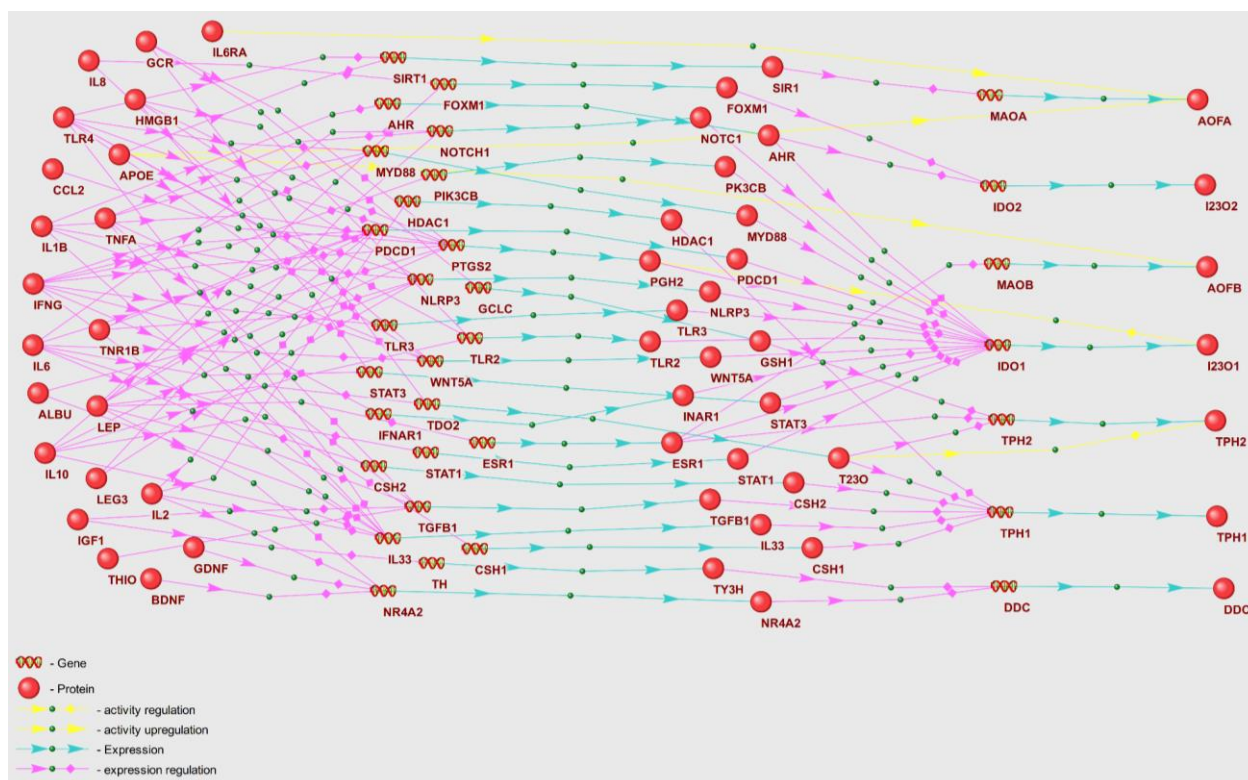 IL6RA
GCR
IL8
HMGB1
TLR4
APOE
CCL2
TNFA
IL1B
IFNG
TNR1B
IL6
ALBU
LEP
IL10
LEG3
IL2
IGF1
GDNF
THIO
BDNF
SIRT1
FOXM1
AHR
NOTCH1
MYD88
PIK3CB
HDAC1
PDCD1
PTGS2
NLRP3
GCLC
TLR3
TLR2
WNT5A
STAT3
TDO2
IFNAR1
ESR1
STAT1
CSH2
TGFB1
IL33
CSH1
TH
NR4A2
SIR1
FOXM1
NOTC1
AHR
PK3CB
MYD88
HDAC1
PDCD1
PGH2
NLRP3
TLR3
GSH1
TLR2
WNT5A
INAR1
STAT3
ESR1
STAT1
T23O
CSH2
TGFB1
IL33
CSH1
TY3H
NR4A2
MAOA
IDO2
MAOB
IDO1
TPH2
TPH1
DDC
AOFA
I23O2
AOFB
I23O1
TPH2
TPH1
DDC
- Gene
- Protein
- activity regulation
- activity upregulation
- Expression
- expression regulation